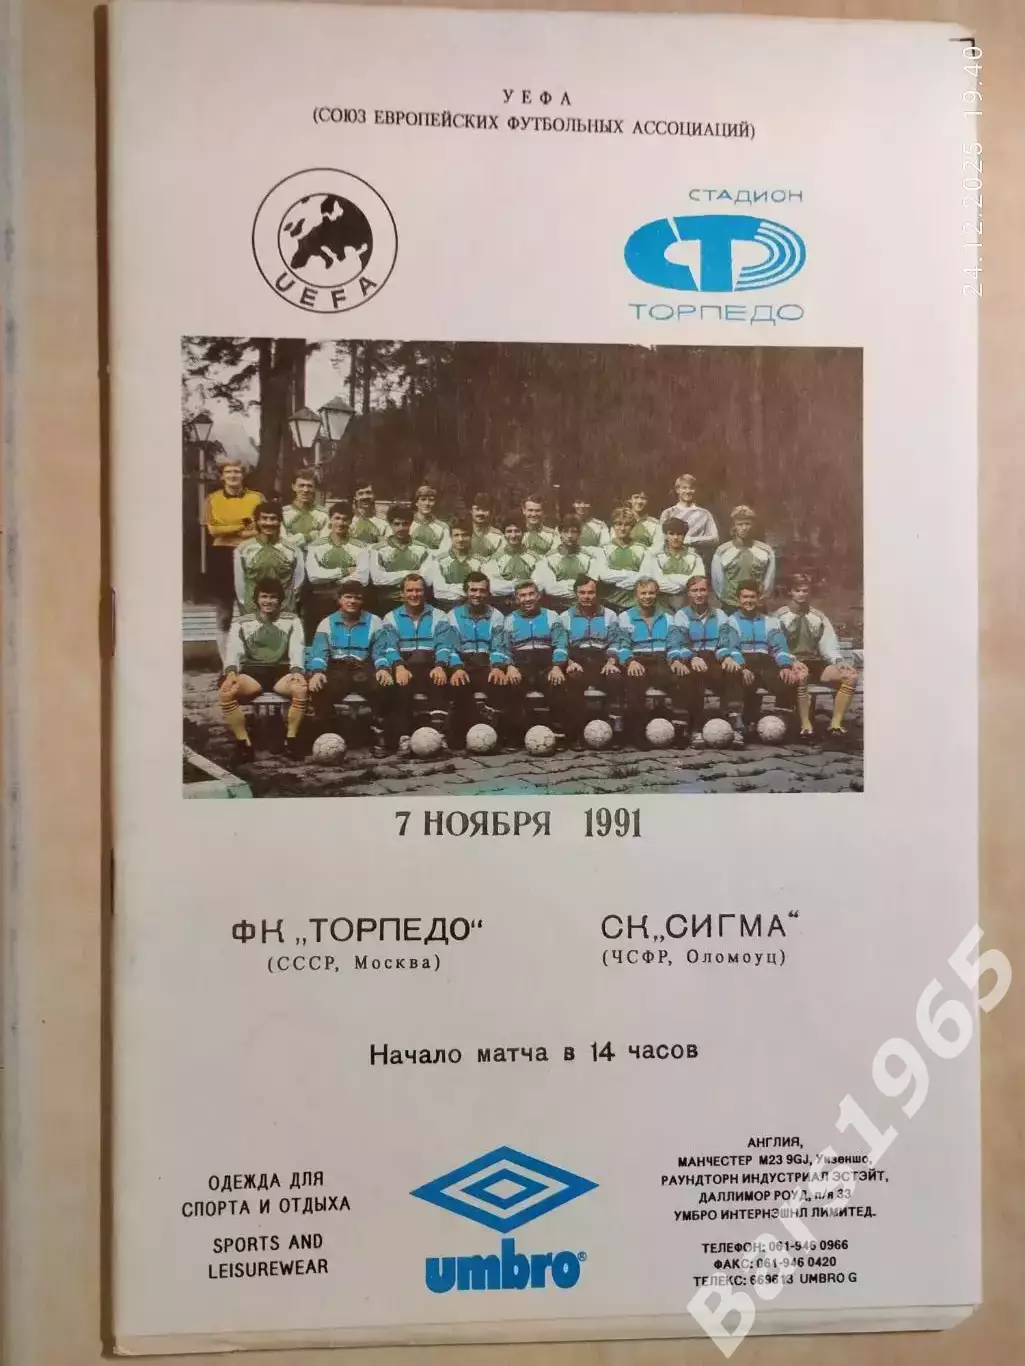 УЕФА
(СОЮЗ ЕВРОПЕЙСКИХ ФУТБОЛЬНЫХ АССОЦИАЦИЙ)
24.12.2025 19.40
UEFA
СТАДИОН
СТ
ТОРПЕДО
7 НОЯБРЯ 1991
ФК „ТОРПЕДО“
(СССР, Москва)
СК „СИГМА“
(ЧСФР, Оломоуц)
Начало матча в 14 часов
ОДЕЖДА ДЛЯ
СПОРТА И ОТДЫХА
SPORTS AND
LEISUREWEAR
umbro®
АНГЛИЯ,
МАНЧЕСТЕР М23 9GJ, Уизеншо,
РАУНДТОРН ИНДУСТРИАЛ ЭСТЭЙТ,
ДАЛЛИМОР РОУД, п/я 33
УМБРО ИНТЕРНЭШНЛ ЛИМИТЕД.
ТЕЛЕФОН: 061-946 0966
ФАКС: 061-946 0420
ТЕЛЕКС: 669613 UMBRO G
Bars1965